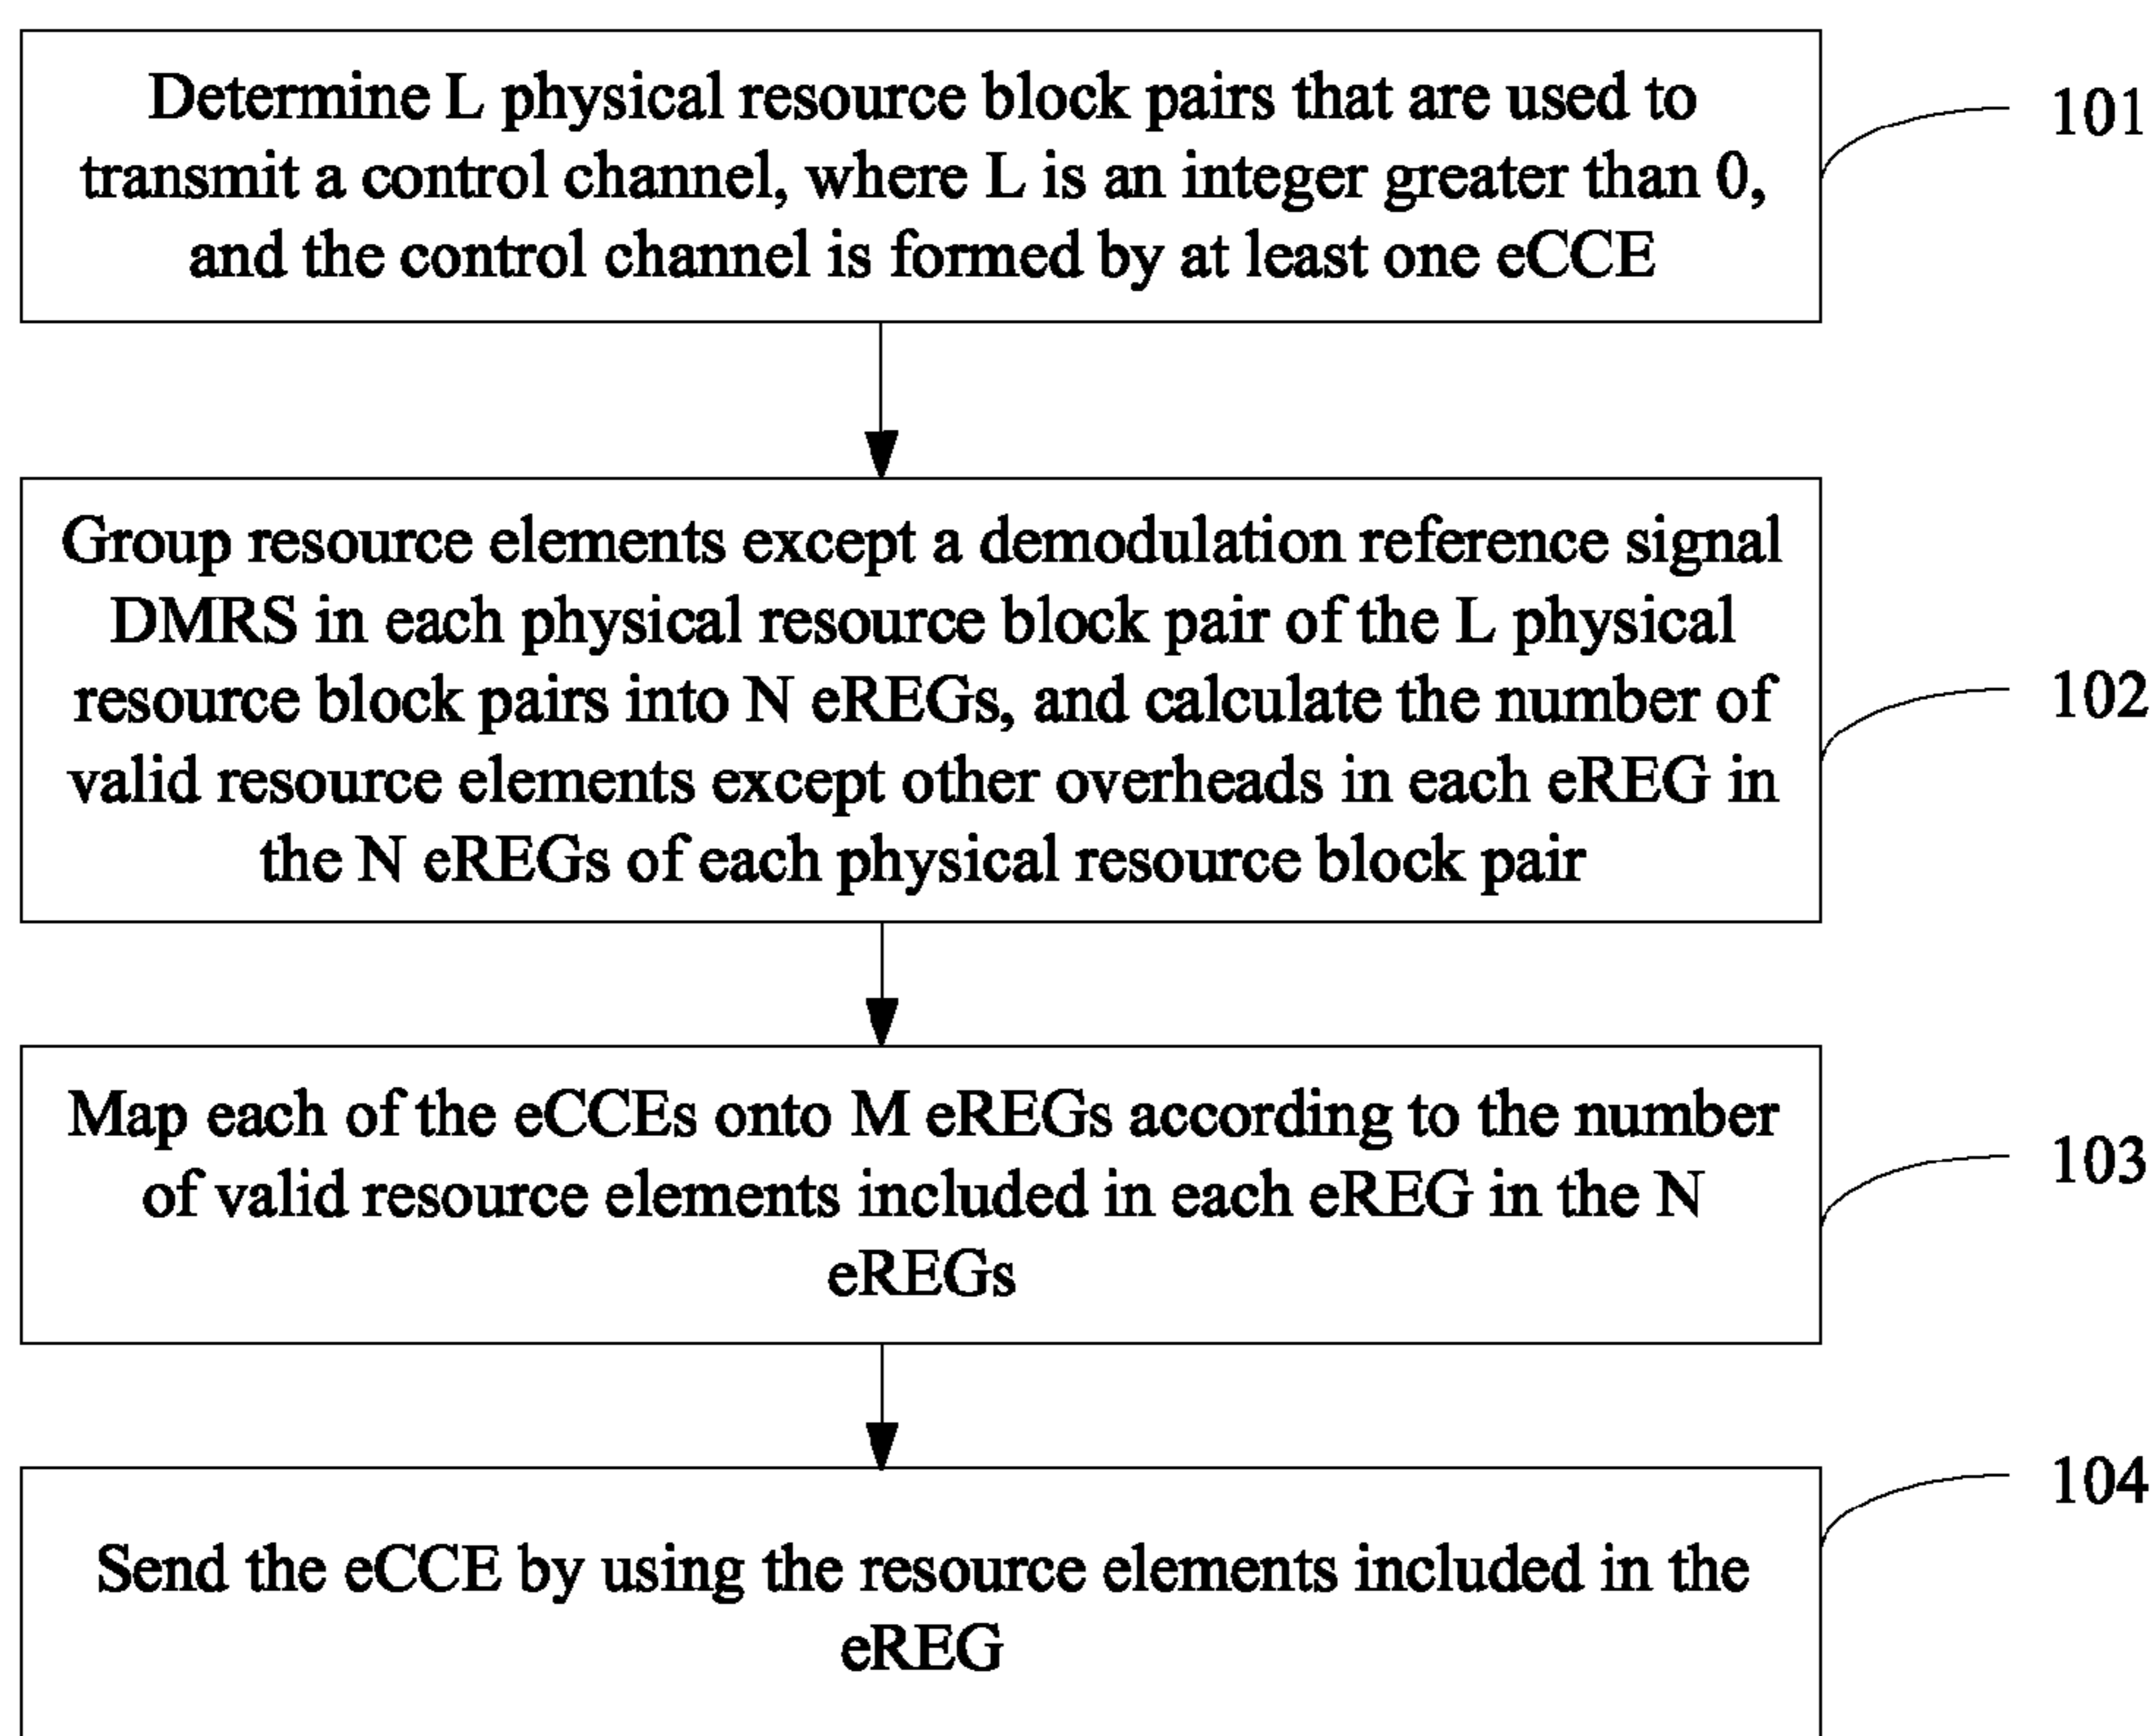 Determine L physical resource block pairs that are used to
transmit a control channel, where L is an integer greater than 0,
and the control channel is formed by at least one eCCE
101
Group resource elements except a demodulation reference signal
DMRS in each physical resource block pair of the L physical
resource block pairs into N eREGs, and calculate the number of
valid resource elements except other overheads in each eREG in
the N eREGs of each physical resource block pair
102
Map each of the eCCEs onto M eREGs according to the number
of valid resource elements included in each eREG in the N
eREGs
103
Send the eCCE by using the resource elements included in the
eREG
104